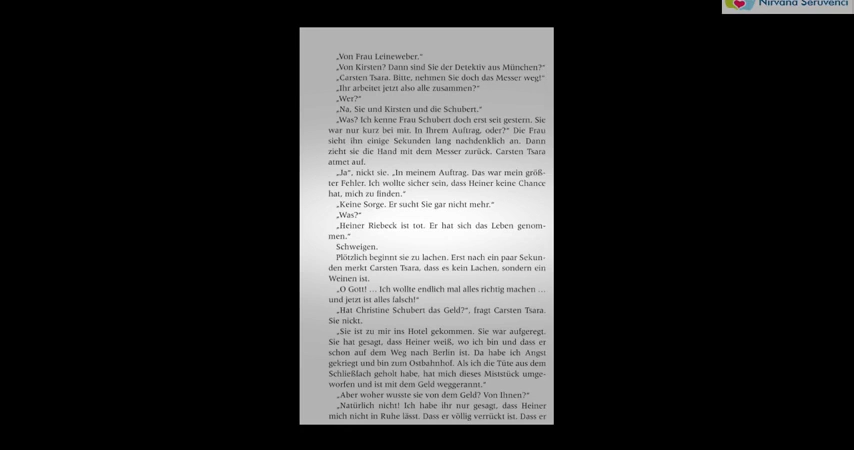 Nirvana Serüvenci
„Von Frau Leineweber.“
„Von Kirsten? Dann sind Sie der Detektiv aus München?“
„Carsten Tsara. Bitte, nehmen Sie doch das Messer weg!“
„Ihr arbeitet jetzt also alle zusammen?“
„Wer?“
„Na, Sie und Kirsten und die Schubert.“
„Was? Ich kenne Frau Schubert doch erst seit gestern. Sie
war nur kurz bei mir. In Ihrem Auftrag, oder?“ Die Frau
sieht ihn einige Sekunden lang nachdenklich an. Dann
zieht sie die Hand mit dem Messer zurück. Carsten Tsara
atmet auf.
„Ja“, nickt sie. „In meinem Auftrag. Das war mein größ-
ter Fehler. Ich wollte sicher sein, dass Heiner keine Chance
hat, mich zu finden.“
„Keine Sorge. Er sucht Sie gar nicht mehr.“
„Was?“
„Heiner Riebeck ist tot. Er hat sich das Leben genom-
men.“
Schweigen.
Plötzlich beginnt sie zu lachen. Erst nach ein paar Sekun-
den merkt Carsten Tsara, dass es kein Lachen, sondern ein
Weinen ist.
„O Gott! … Ich wollte endlich mal alles richtig machen …
und jetzt ist alles falsch!“
„Hat Christine Schubert das Geld?“, fragt Carsten Tsara.
Sie nickt.
„Sie ist zu mir ins Hotel gekommen. Sie war aufgeregt.
Sie hat gesagt, dass Heiner weiß, wo ich bin und dass er
schon auf dem Weg nach Berlin ist. Da habe ich Angst
gekriegt und bin zum Ostbahnhof. Als ich die Tüte aus dem
Schließfach geholt habe, hat mich dieses Miststück umge-
worfen und ist mit dem Geld weggerannt.“
„Aber woher wusste sie von dem Geld? Von Ihnen?“
„Natürlich nicht! Ich habe ihr nur gesagt, dass Heiner
mich nicht in Ruhe lässt. Dass er völlig verrückt ist. Dass er